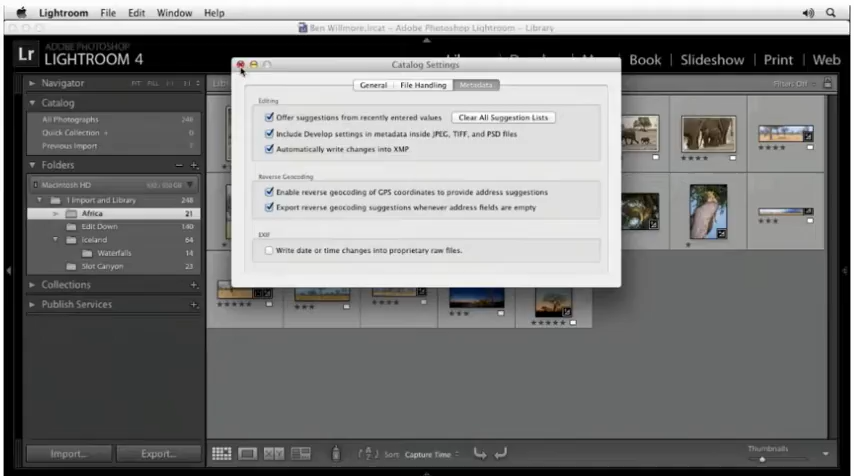 Lightroom File Edit Window Help
Ben Willmore.lrcat – Adobe Photoshop Lightroom – Library
Lr ADOBE PHOTOSHOP
LIGHTROOM 4
Book | Slideshow | Print | Web
Catalog Settings
General File Handling Metadata
Editing
Offer suggestions from recently entered values Clear All Suggestion Lists
Include Develop settings in metadata inside JPEG, TIFF, and PSD files
Automatically write changes into XMP
Reverse Geocoding
Enable reverse geocoding of GPS coordinates to provide address suggestions
Export reverse geocoding suggestions whenever address fields are empty
EXIF
Write date or time changes into proprietary raw files.
Navigator FIT FILL 1:1
Catalog
All Photographs 248
Quick Collection + 0
Previous Import
Folders - +
Macintosh HD
1 Import and Library 248
Africa 21
Edit Down 140
Iceland 64
Waterfalls 14
Slot Canyon 23
Collections +
Publish Services +
Import... Export...
Sort: Capture Time
Thumbnails
Filters Off